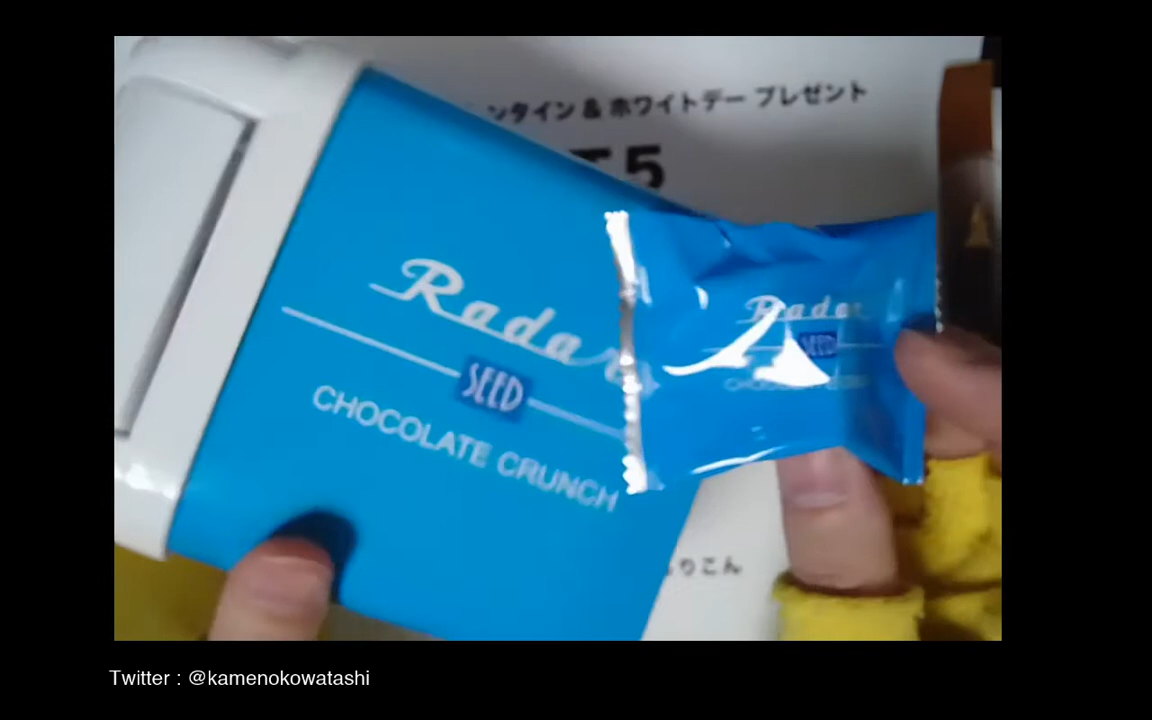 ンタイン & ホワイトデー プレゼント
5
Radar
SEED
CHOCOLATE CRUNCH
Radar
SEED
りこん
Twitter : @kamenokowatashi